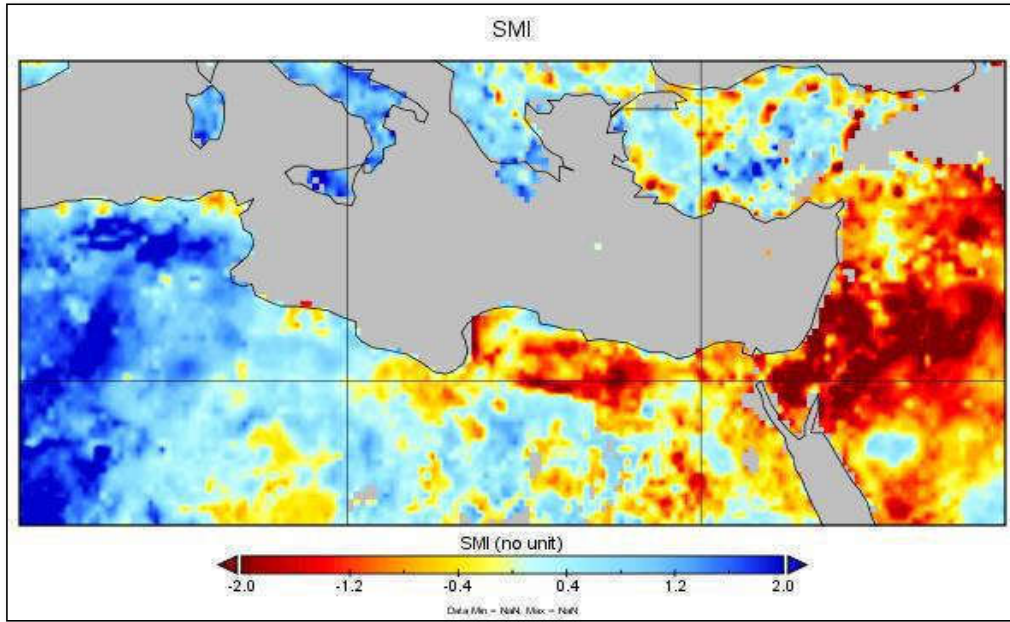 SMI
SMI (no unit)
-2.0 -1.2 -0.4 0.4 1.2 2.0
Data Min = NaN, Max = NaN